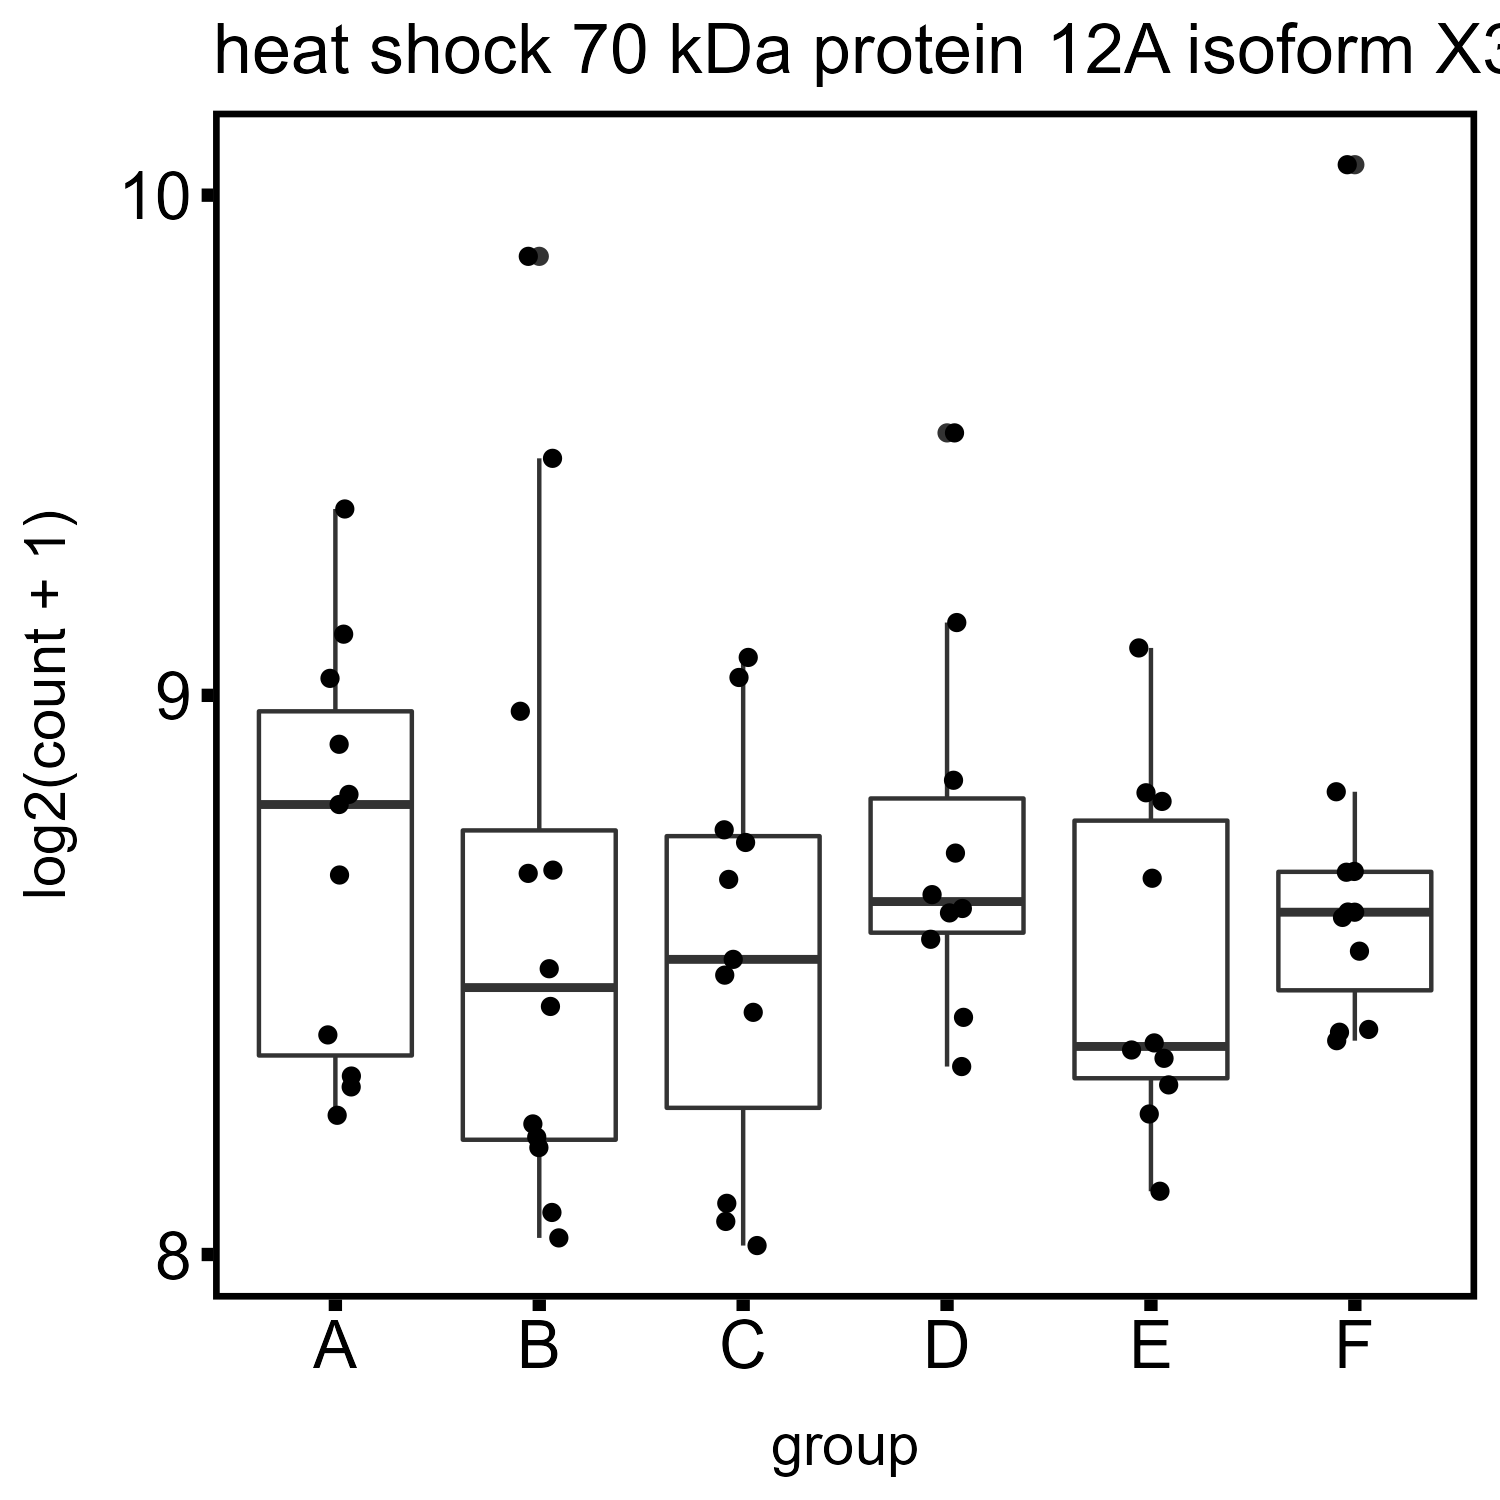 heat shock 70 kDa protein 12A isoform X3
10
9
8
log2(count + 1)
A B C D E F
group